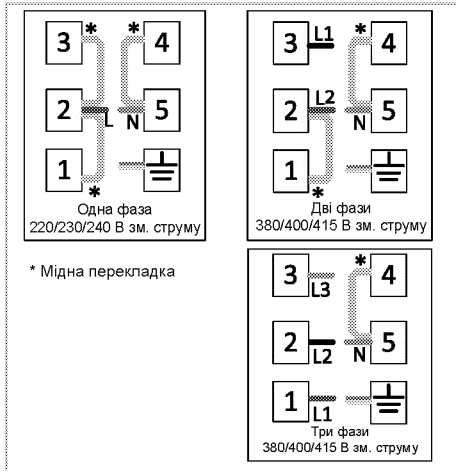 3 * * 4
2 L N 5
1 *
Одна фаза
220/230/240 В зм. струму
3 L1 * 4
2 L2 N 5
1 *
Дві фази
380/400/415 В зм. струму
* Мідна перекладка
3 L3 * 4
2 L2 N 5
1 L1
Три фази
380/400/415 В зм. струму